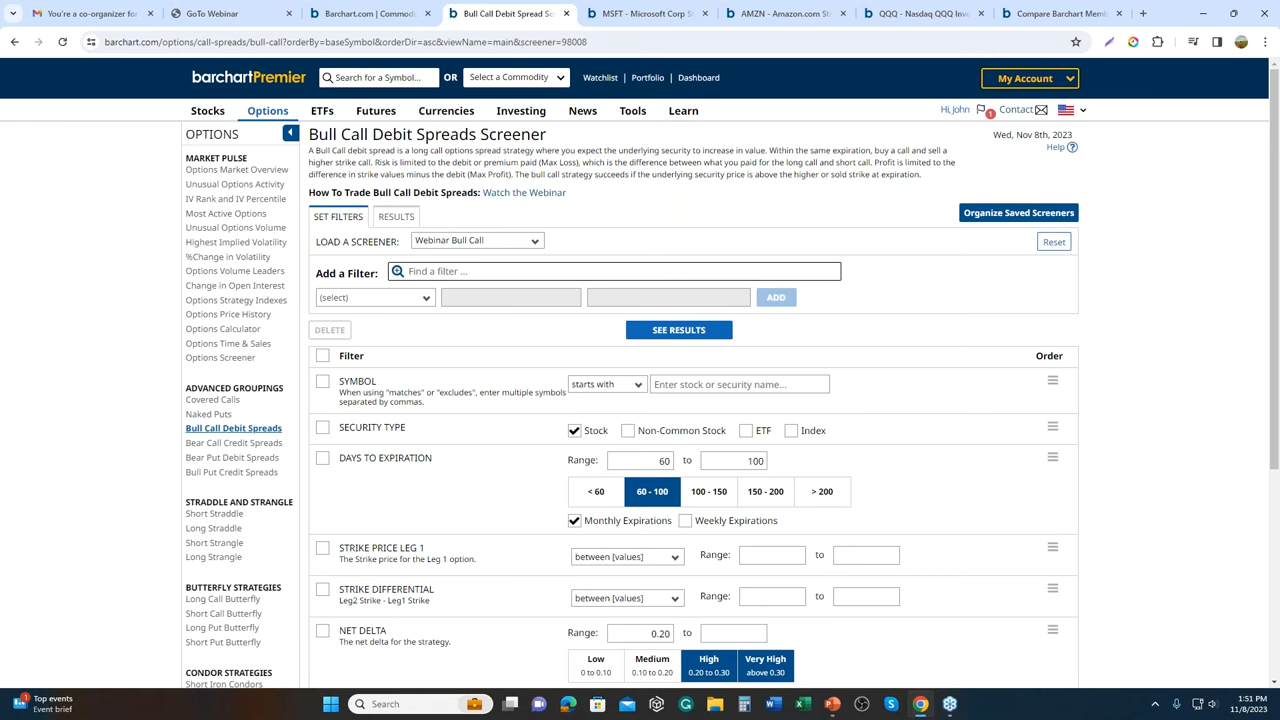 You're a co-organizer for
GoTo Webinar
Barchart.com | Commod
Bull Call Debit Spreads Scr
MSFT - Microsoft Corp St
AMZN - Amazon.com Sto
QQQ - Nasdaq QQQ Inv
Compare Barchart Memb
barchart.com/options/call-spreads/bull-call?orderBy=baseSymbol&orderDir=asc&viewName=main&screener=98008
barchartPremier
Search for a Symbol...
OR
Select a Commodity
Watchlist
Portfolio
Dashboard
My Account
Stocks
Options
ETFs
Futures
Currencies
Investing
News
Tools
Learn
Hi, John
1
Contact
OPTIONS
MARKET PULSE
Options Market Overview
Unusual Options Activity
IV Rank and IV Percentile
Most Active Options
Unusual Options Volume
Highest Implied Volatility
%Change in Volatility
Options Volume Leaders
Change in Open Interest
Options Strategy Indexes
Options Price History
Options Calculator
Options Time & Sales
Options Screener
ADVANCED GROUPINGS
Covered Calls
Naked Puts
Bull Call Debit Spreads
Bear Call Credit Spreads
Bear Put Debit Spreads
Bull Put Credit Spreads
STRADDLE AND STRANGLE
Short Straddle
Long Straddle
Short Strangle
Long Strangle
BUTTERFLY STRATEGIES
Long Call Butterfly
Short Call Butterfly
Long Put Butterfly
Short Put Butterfly
CONDOR STRATEGIES
Short Iron Condors
Bull Call Debit Spreads Screener
Wed, Nov 8th, 2023
Help
A Bull Call debit spread is a long call options spread strategy where you expect the underlying security to increase in value. Within the same expiration, buy a call and sell a
higher strike call. Risk is limited to the debit or premium paid (Max Loss), which is the difference between what you paid for the long call and short call. Profit is limited to the
difference in strike values minus the debit (Max Profit). The bull call strategy succeeds if the underlying security price is above the higher or sold strike at expiration.
How To Trade Bull Call Debit Spreads: Watch the Webinar
SET FILTERS
RESULTS
Organize Saved Screeners
LOAD A SCREENER:
Webinar Bull Call
Reset
Add a Filter:
Find a filter ...
(select)
ADD
DELETE
SEE RESULTS
Filter
Order
SYMBOL
When using "matches" or "excludes", enter multiple symbols
separated by commas.
starts with
Enter stock or security name...
SECURITY TYPE
Stock
Non-Common Stock
ETF
Index
DAYS TO EXPIRATION
Range:
60
to
100
< 60
60 - 100
100 - 150
150 - 200
> 200
Monthly Expirations
Weekly Expirations
STRIKE PRICE LEG 1
The Strike price for the Leg 1 option.
between [values]
Range:
to
STRIKE DIFFERENTIAL
Leg2 Strike - Leg1 Strike
between [values]
Range:
to
NET DELTA
The net delta for the strategy.
Range:
0.20
to
Low
0 to 0.10
Medium
0.10 to 0.20
High
0.20 to 0.30
Very High
above 0.30
1
Top events
Event brief
Search
1:51 PM
11/8/2023